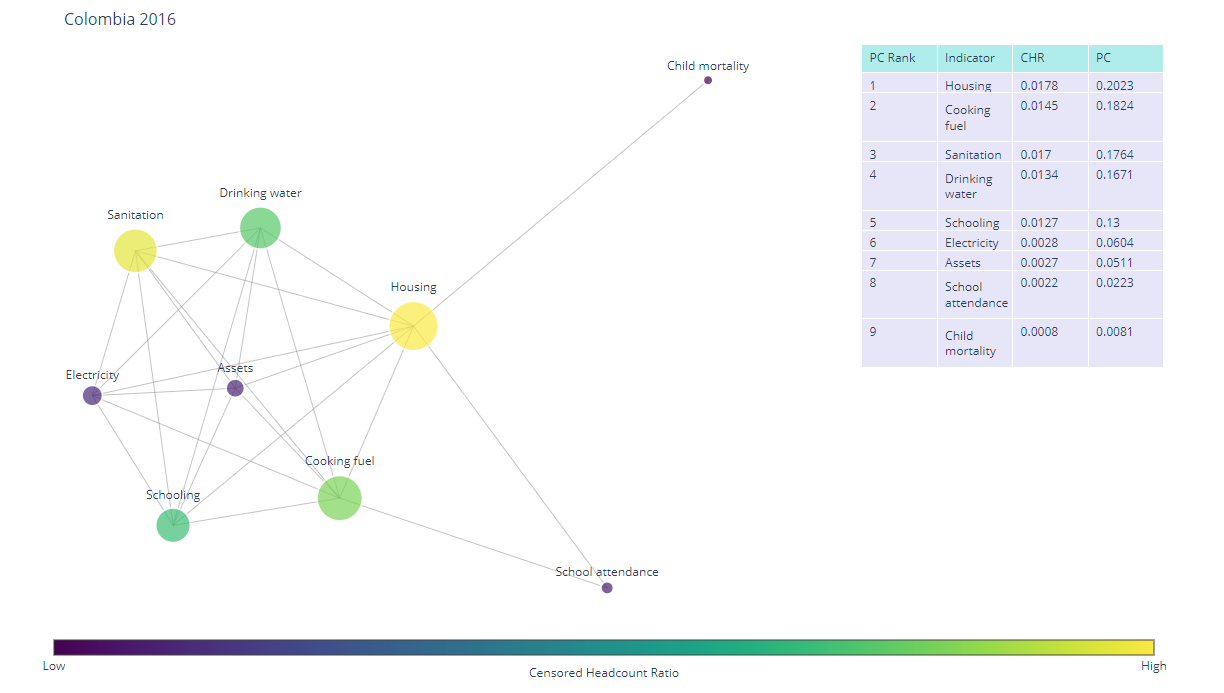 Colombia 2016
Child mortality
Drinking water
Sanitation
Housing
Electricity
Assets
Cooking fuel
Schooling
School attendance
PC Rank Indicator CHR PC
1 Housing 0.0178 0.2023
2 Cooking fuel 0.0145 0.1824
3 Sanitation 0.017 0.1764
4 Drinking water 0.0134 0.1671
5 Schooling 0.0127 0.13
6 Electricity 0.0028 0.0604
7 Assets 0.0027 0.0511
8 School attendance 0.0022 0.0223
9 Child mortality 0.0008 0.0081
Low
Censored Headcount Ratio
High